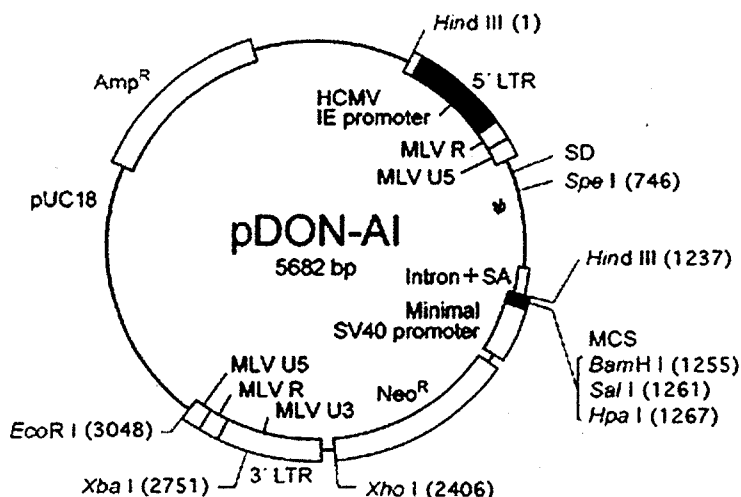 Hind III (1)
5´ LTR
Amp^R
HCMV
IE promoter
MLV R
MLV U5
SD
Spe I (746)
pUC18
ψ
pDON-AI
5682 bp
Intron+SA
Hind III (1237)
Minimal
SV40 promoter
MCS
BamH I (1255)
Sal I (1261)
Hpa I (1267)
MLV U5
MLV R
MLV U3
Neo^R
EcoR I (3048)
3´ LTR
Xba I (2751)
Xho I (2406)